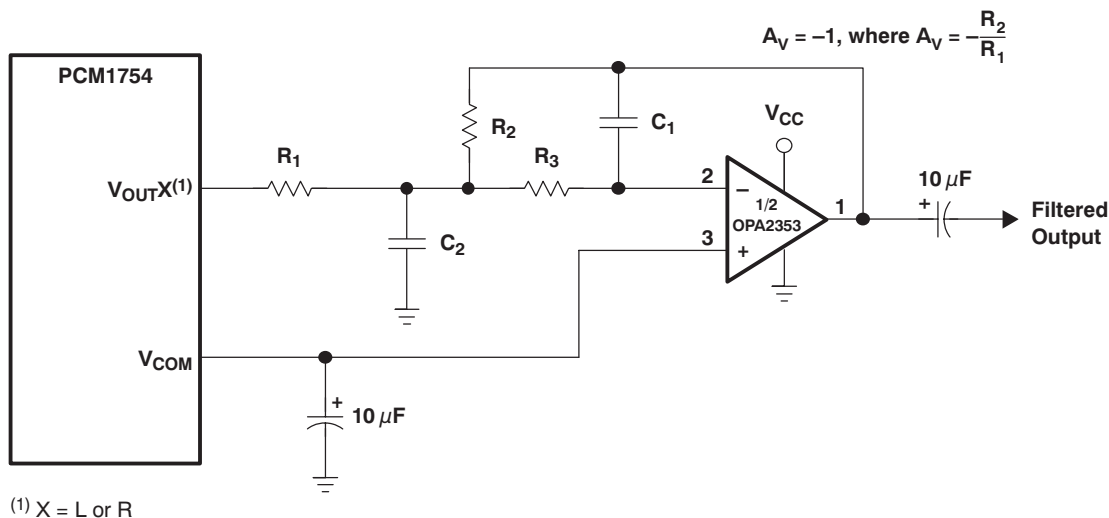 A_V = –1, where A_V = –R_2/R_1
PCM1754
V_OUTX(1)
V_COM
R_1
R_2
R_3
C_1
C_2
V_CC
2
3
–
+
1/2
OPA2353
1
10 µF
+
Filtered
Output
+
10 µF
(1) X = L or R